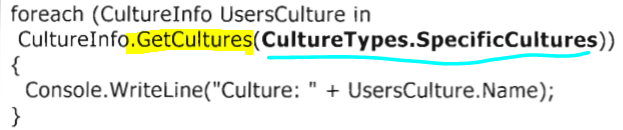 foreach (CultureInfo UsersCulture in
CultureInfo.GetCultures(CultureTypes.SpecificCultures))
{
Console.WriteLine("Culture: " + UsersCulture.Name);
}